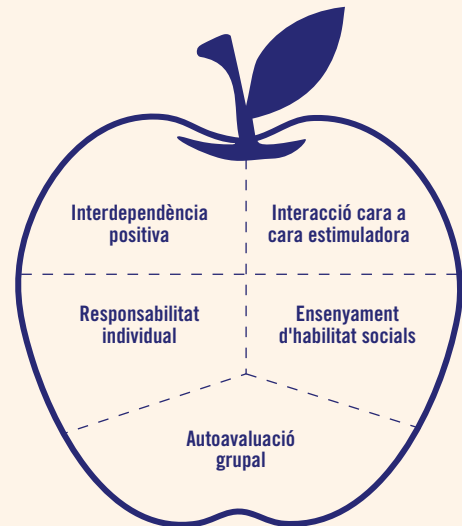 Interdependència
positiva
Interacció cara a
cara estimuladora
Responsabilitat
individual
Ensenyament
d'habilitat socials
Autoavaluació
grupal